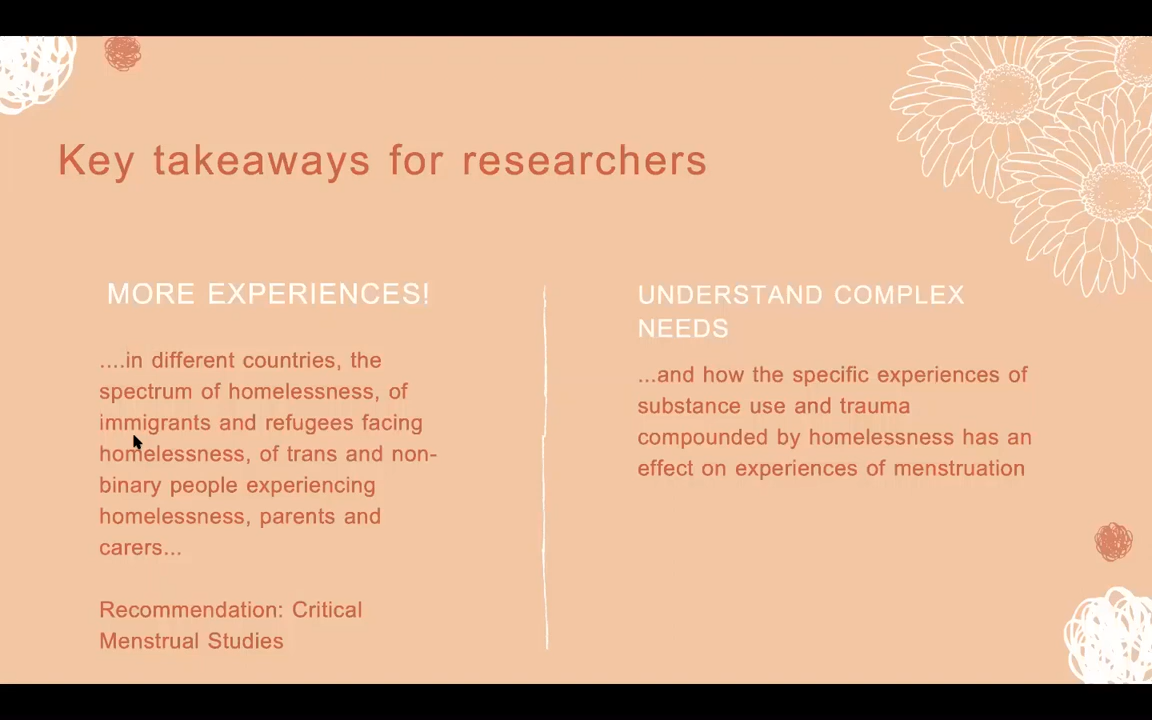 Key takeaways for researchers
MORE EXPERIENCES!
....in different countries, the
spectrum of homelessness, of
immigrants and refugees facing
homelessness, of trans and non-
binary people experiencing
homelessness, parents and
carers...
Recommendation: Critical
Menstrual Studies
UNDERSTAND COMPLEX
NEEDS
...and how the specific experiences of
substance use and trauma
compounded by homelessness has an
effect on experiences of menstruation